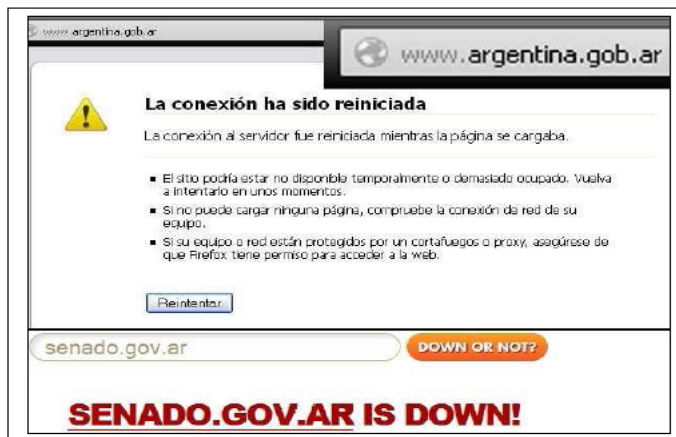 www.argentina.gob.ar
www.argentina.gob.ar
La conexión ha sido reiniciada
La conexión al servidor fue reiniciada mientras la página se cargaba.
El sitio podría estar no disponible temporalmente o demasiado ocupado. Vuelva
a intentarlo en unos momentos.
Si no puede cargar ninguna página, compruebe la conexión de red de su
equipo.
Si su equipo o red están protegidos por un cortafuegos o proxy, asegúrese de
que Firefox tiene permiso para acceder a la web.
Reintentar
senado.gov.ar
DOWN OR NOT?
SENADO.GOV.AR IS DOWN!